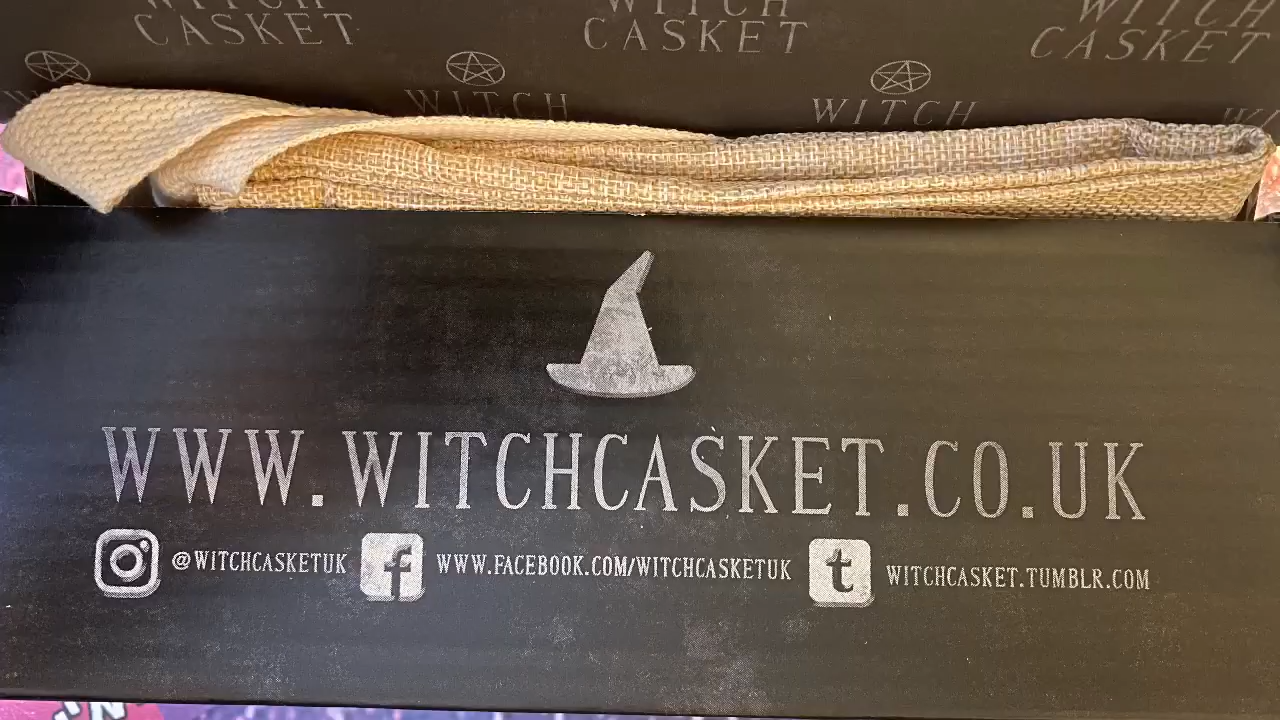 WITCH
CASKET
WITCH
CASKET
WITCH
CASKET
WITCH
WITCH
WWW.WITCHCASKET.CO.UK
@WITCHCASKETUK
WWW.FACEBOOK.COM/WITCHCASKETUK
WITCHCASKET.TUMBLR.COM